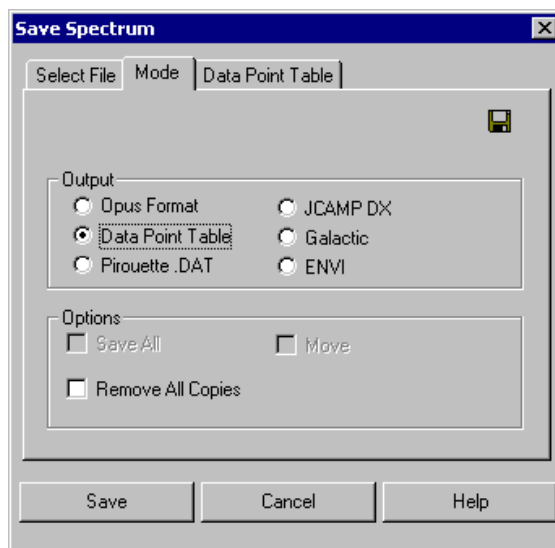 Save Spectrum
Select File Mode Data Point Table
Output
Opus Format JCAMP DX
Data Point Table Galactic
Pirouette .DAT ENVI
Options
Save All Move
Remove All Copies
Save Cancel Help